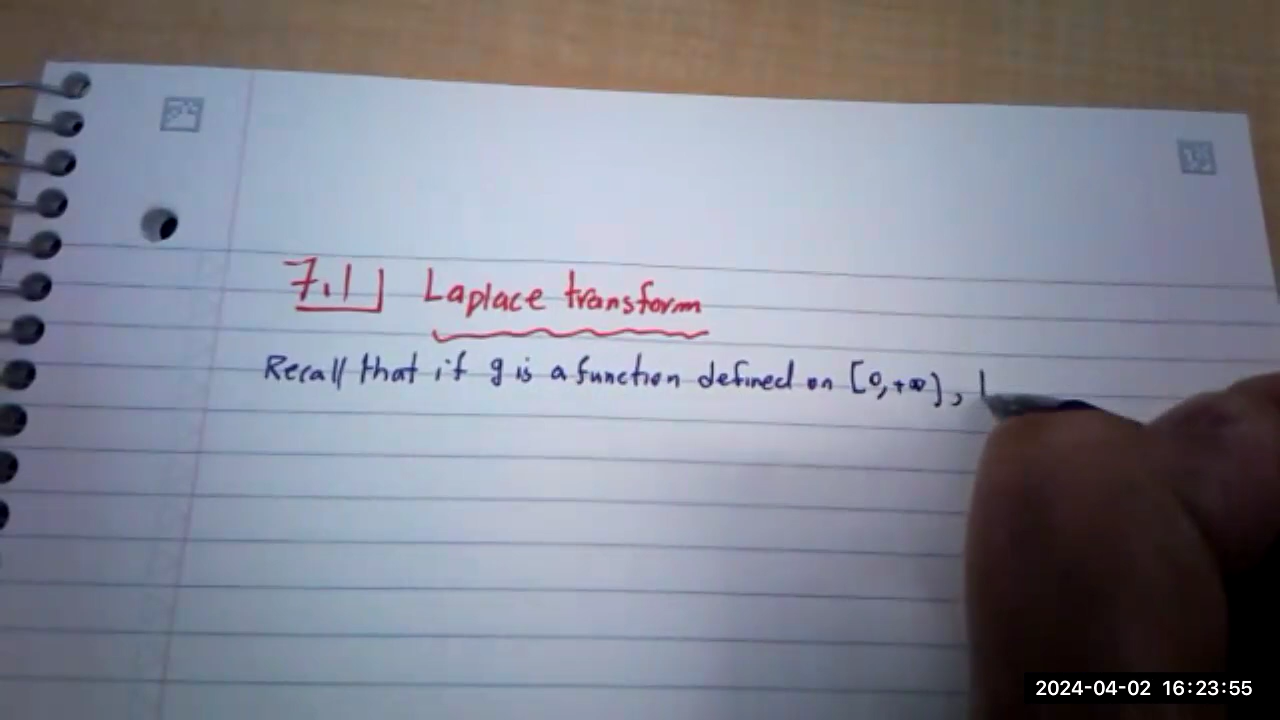 7.1 Laplace transform
Recall that if g is a function defined on [0,+∞),
2024-04-02 16:23:55